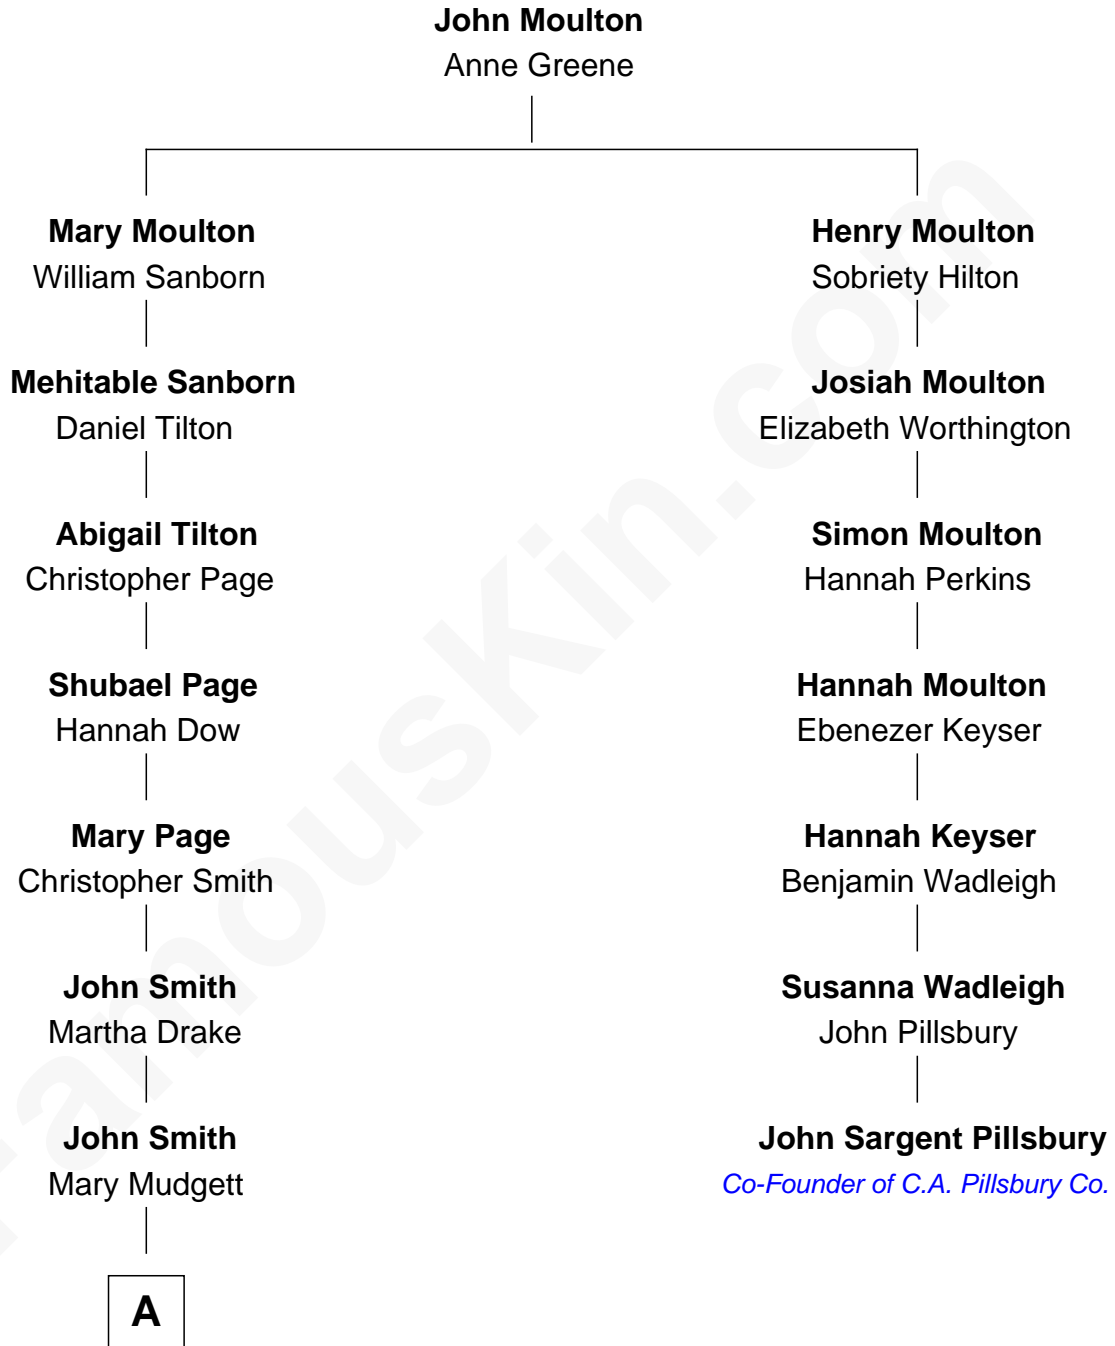 John Moulton
Anne Greene
Mary Moulton
William Sanborn
Henry Moulton
Sobriety Hilton
Mehitable Sanborn
Daniel Tilton
Josiah Moulton
Elizabeth Worthington
Abigail Tilton
Christopher Page
Simon Moulton
Hannah Perkins
Shubael Page
Hannah Dow
Hannah Moulton
Ebenezer Keyser
Mary Page
Christopher Smith
Hannah Keyser
Benjamin Wadleigh
John Smith
Martha Drake
Susanna Wadleigh
John Pillsbury
John Smith
Mary Mudgett
John Sargent Pillsbury
Co-Founder of C.A. Pillsbury Co.
A
FamousKin.com